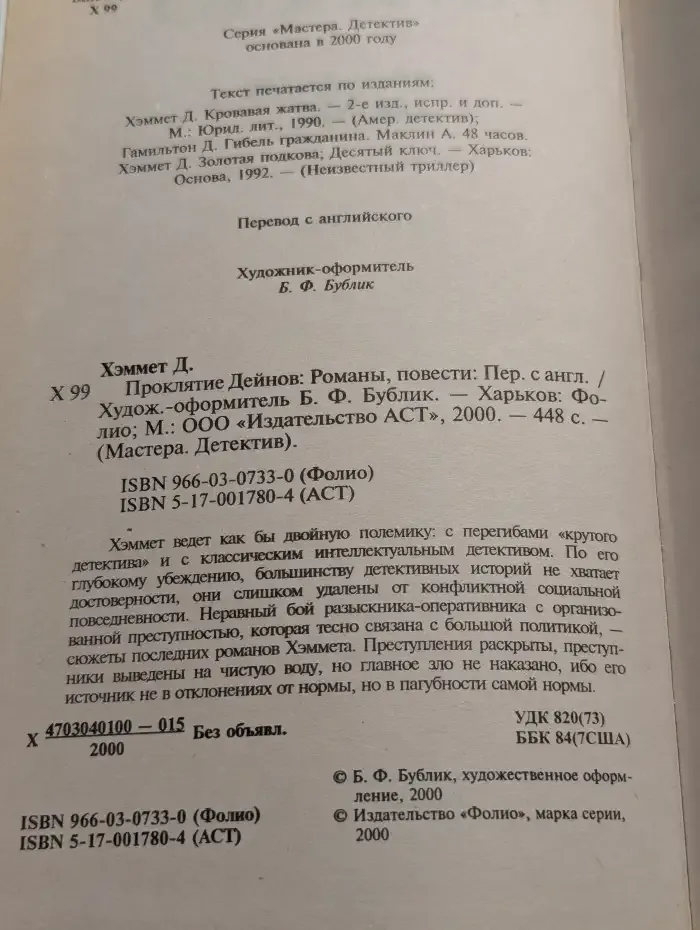 Х 99
Серия «Мастера. Детектив»
основана в 2000 году
Текст печатается по изданиям:
Хэммет Д. Кровавая жатва. — 2-е изд., испр. и доп. —
М.: Юрид. лит., 1990. — (Амер. детектив);
Гамильтон Д. Гибель гражданина. Маклин А. 48 часов.
Хэммет Д. Золотая подкова; Десятый ключ. — Харьков:
Основа, 1992. — (Неизвестный триллер)
Перевод с английского
Художник-оформитель
Б. Ф. Бублик
Хэммет Д.
Х 99 Проклятие Дейнов: Романы, повести: Пер. с англ. /
Худож.-оформитель Б. Ф. Бублик. — Харьков: Фо-
лио; М.: ООО «Издательство АСТ», 2000. — 448 с. —
(Мастера. Детектив).
ISBN 966-03-0733-0 (Фолио)
ISBN 5-17-001780-4 (АСТ)
Хэммет ведет как бы двойную полемику: с перегибами «крутого
детектива» и с классическим интеллектуальным детективом. По его
глубокому убеждению, большинству детективных историй не хватает
достоверности, они слишком удалены от конфликтной социальной
повседневности. Неравный бой разыскника-оперативника с организо-
ванной преступностью, которая тесно связана с большой политикой, —
сюжеты последних романов Хэммета. Преступления раскрыты, преступ-
ники выведены на чистую воду, но главное зло не наказано, ибо его
источник не в отклонениях от нормы, но в пагубности самой нормы.
Х 4703040100 — 015 Без объявл.
2000
УДК 820(73)
ББК 84(7США)
ISBN 966-03-0733-0 (Фолио)
ISBN 5-17-001780-4 (АСТ)
© Б. Ф. Бублик, художественное оформ-
ление, 2000
© Издательство «Фолио», марка серии,
2000